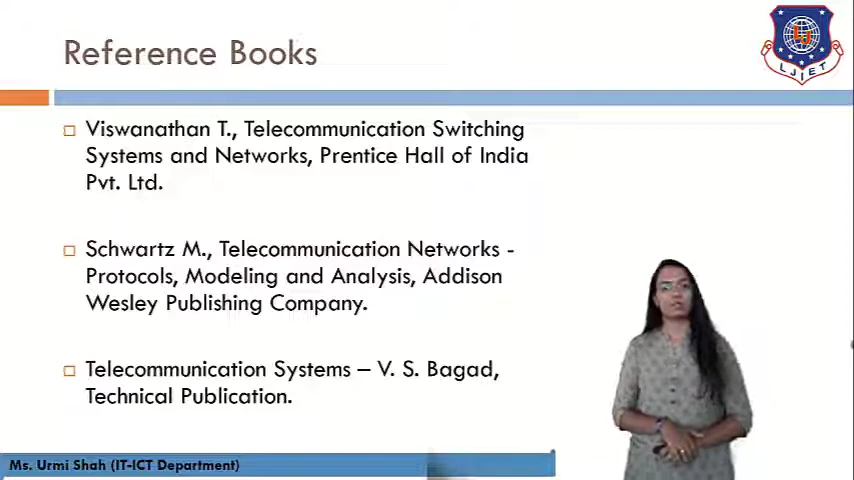 Reference Books
LJIET
Viswanathan T., Telecommunication Switching
Systems and Networks, Prentice Hall of India
Pvt. Ltd.
Schwartz M., Telecommunication Networks -
Protocols, Modeling and Analysis, Addison
Wesley Publishing Company.
Telecommunication Systems – V. S. Bagad,
Technical Publication.
Ms. Urmi Shah (IT-ICT Department)